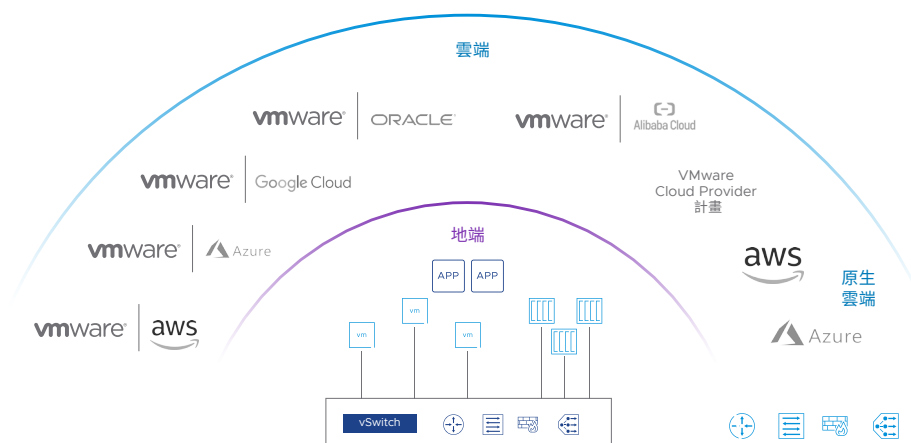 雲端
vmware® ORACLE®
vmware® Alibaba Cloud
vmware® Google Cloud
VMware
Cloud Provider
計畫
地端
vmware® Azure
aws
APP APP
原生
雲端
vm
vm vm
vmware® aws
Azure
vSwitch